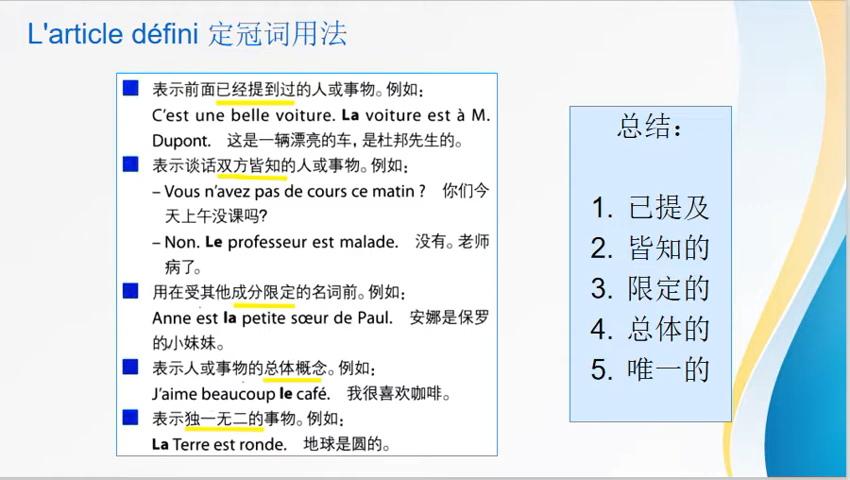 L'article défini 定冠词用法
■ 表示前面已经提到过的人或事物。例如：
C'est une belle voiture. La voiture est à M.
Dupont. 这是一辆漂亮的车，是杜邦先生的。
■ 表示谈话双方皆知的人或事物。例如：
– Vous n'avez pas de cours ce matin ? 你们今
天上午没课吗?
– Non. Le professeur est malade. 没有。老师
病了。
■ 用在受其他成分限定的名词前。例如：
Anne est la petite sœur de Paul. 安娜是保罗
的小妹妹。
■ 表示人或事物的总体概念。例如：
J'aime beaucoup le café. 我很喜欢咖啡。
■ 表示独一无二的事物。例如：
La Terre est ronde. 地球是圆的。
总结：
1. 已提及
2. 皆知的
3. 限定的
4. 总体的
5. 唯一的